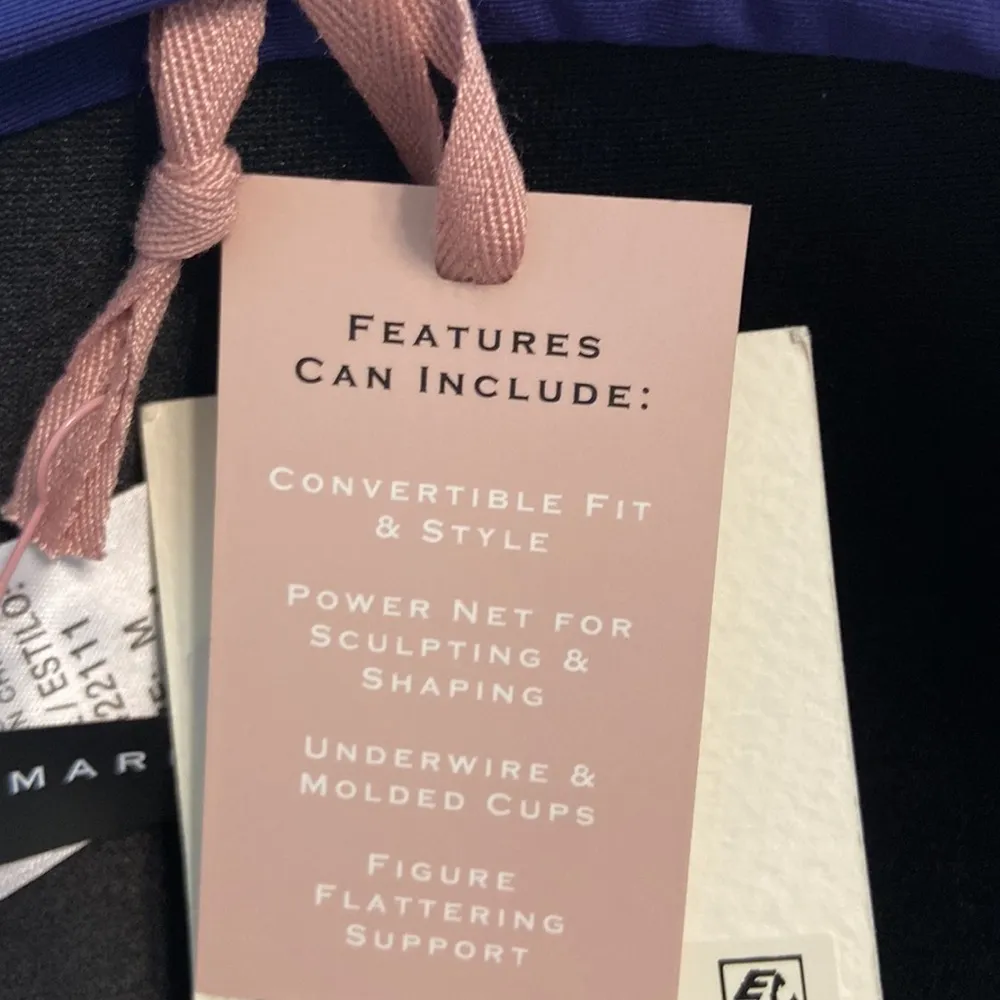 FEATURES
CAN INCLUDE:
CONVERTIBLE FIT
& STYLE
POWER NET FOR
SCULPTING &
SHAPING
UNDERWIRE &
MOLDED CUPS
FIGURE
FLATTERING
SUPPORT
/ ESTILO:
22111
M
MAR